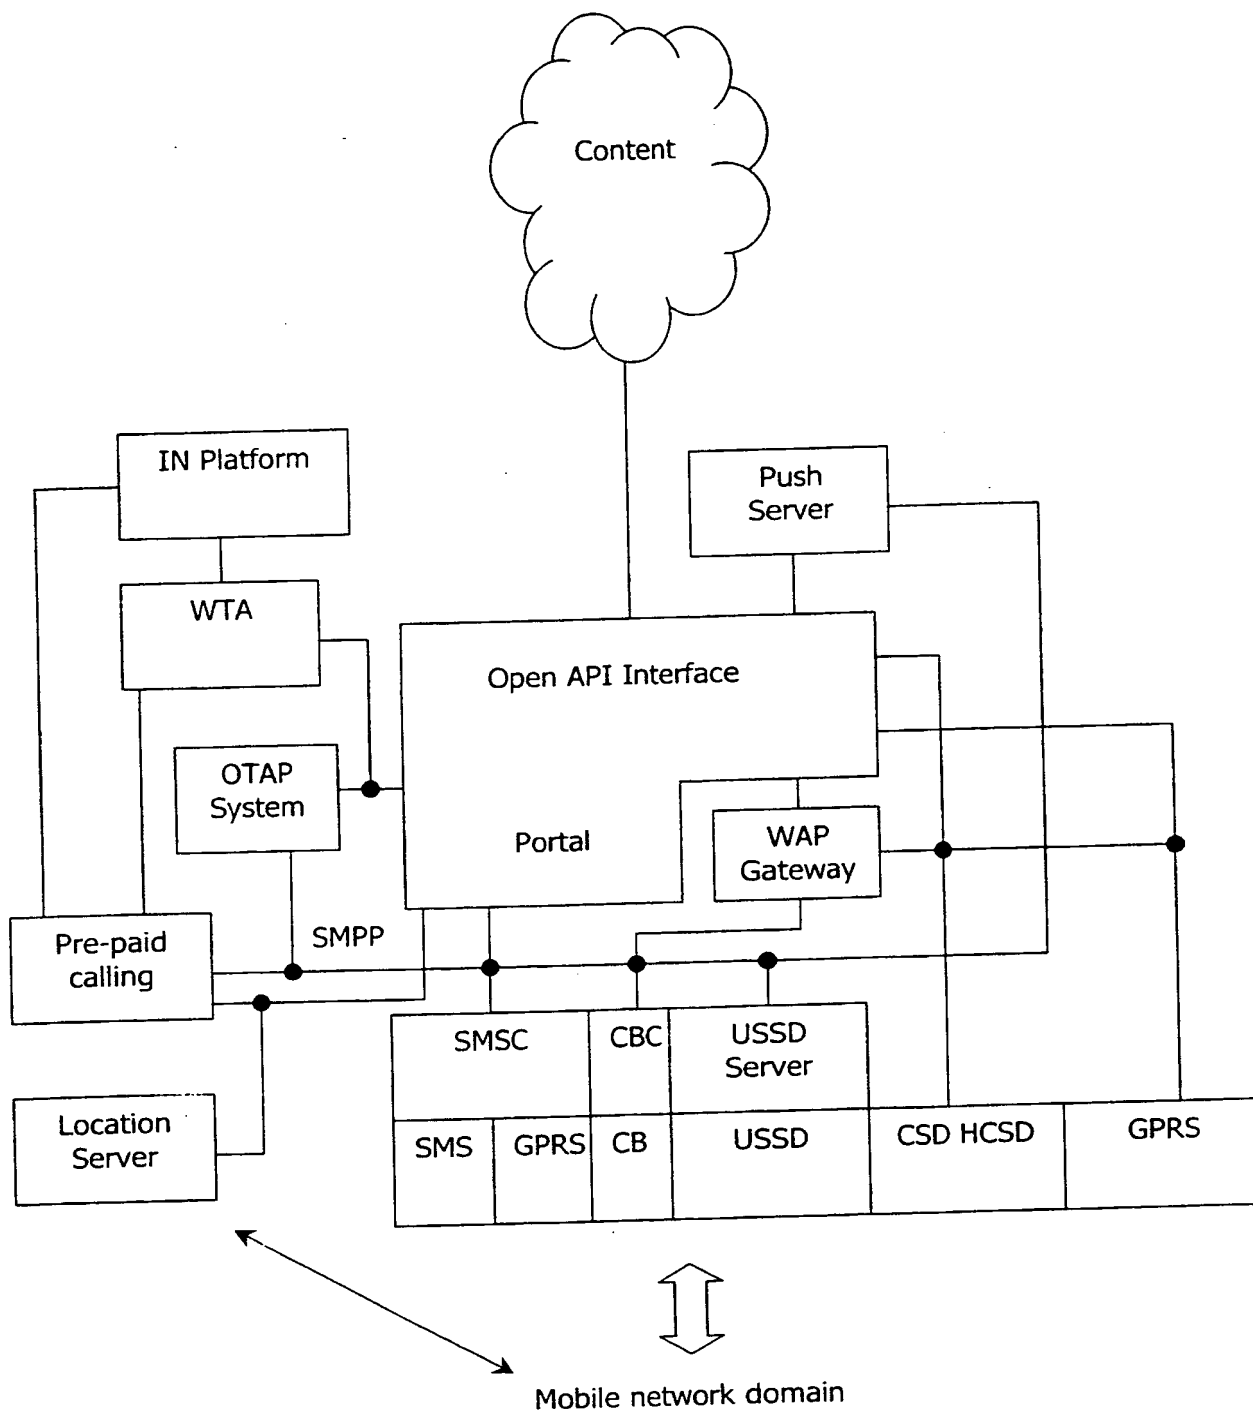 Content
IN Platform
Push
Server
WTA
Open API Interface
OTAP
System
Portal
WAP
Gateway
SMPP
Pre-paid
calling
SMSC
CBC
USSD
Server
Location
Server
SMS
GPRS
CB
USSD
CSD HCSD
GPRS
Mobile network domain